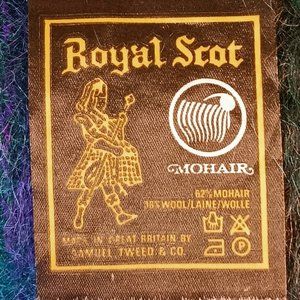 Royal Scot
MOHAIR
62% MOHAIR
38% WOOL/LAINE/WOLLE
MADE IN GREAT BRITAIN BY
SAMUEL TWEED & CO.
P